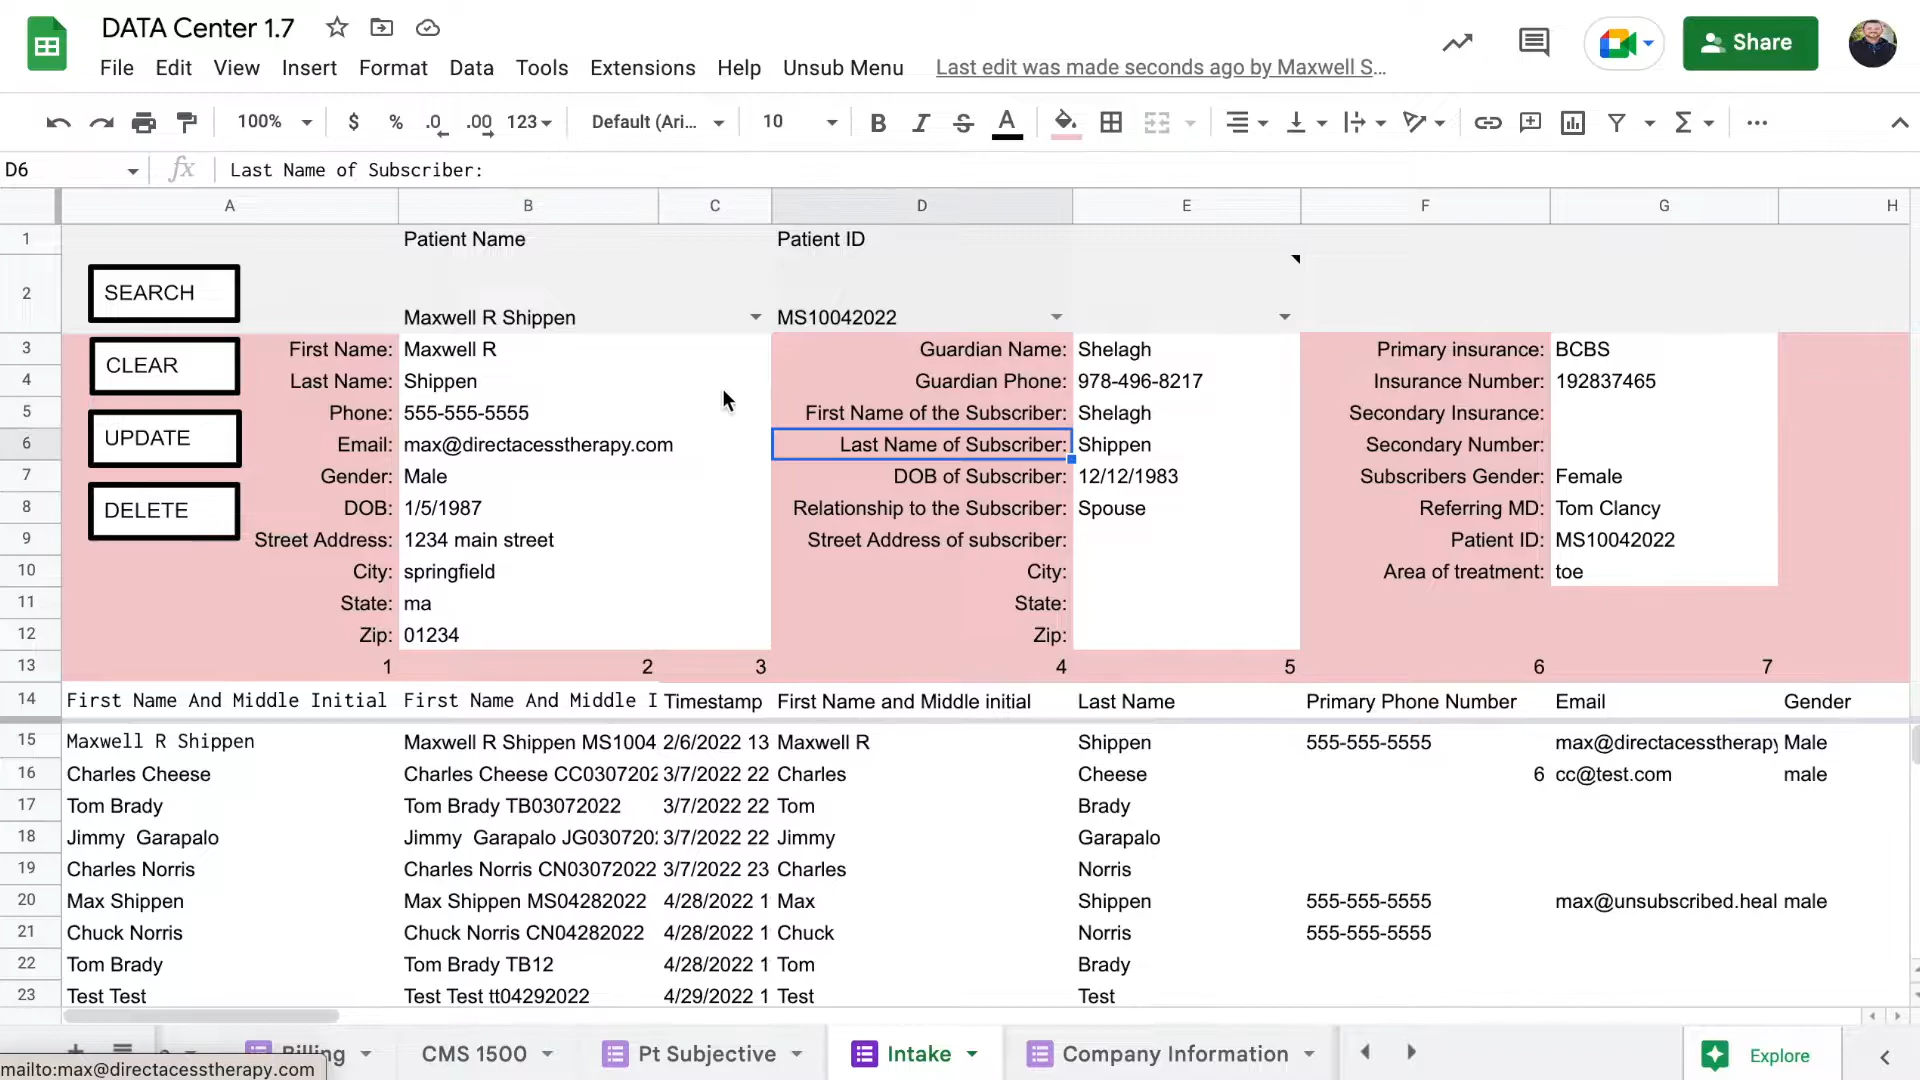 DATA Center 1.7
File Edit View Insert Format Data Tools Extensions Help Unsub Menu Last edit was made seconds ago by Maxwell S...
Share
100% $ % .0 .00 123 Default (Ari... 10 B I S A
D6 fx Last Name of Subscriber:
A B C D E F G H
1 Patient Name Patient ID
2 SEARCH Maxwell R Shippen MS10042022
3 CLEAR First Name: Maxwell R Guardian Name: Shelagh Primary insurance: BCBS
4 Last Name: Shippen Guardian Phone: 978-496-8217 Insurance Number: 192837465
5 Phone: 555-555-5555 First Name of the Subscriber: Shelagh Secondary Insurance:
6 UPDATE Email: max@directacesstherapy.com Last Name of Subscriber: Shippen Secondary Number:
7 Gender: Male DOB of Subscriber: 12/12/1983 Subscribers Gender: Female
8 DELETE DOB: 1/5/1987 Relationship to the Subscriber: Spouse Referring MD: Tom Clancy
9 Street Address: 1234 main street Street Address of subscriber: Patient ID: MS10042022
10 City: springfield City: Area of treatment: toe
11 State: ma State:
12 Zip: 01234 Zip:
13 1 2 3 4 5 6 7
14 First Name And Middle Initial First Name And Middle I Timestamp First Name and Middle initial Last Name Primary Phone Number Email Gender
15 Maxwell R Shippen Maxwell R Shippen MS1004 2/6/2022 13 Maxwell R Shippen 555-555-5555 max@directacesstherapy Male
16 Charles Cheese Charles Cheese CC0307202 3/7/2022 22 Charles Cheese 6 cc@test.com male
17 Tom Brady Tom Brady TB03072022 3/7/2022 22 Tom Brady
18 Jimmy Garapalo Jimmy Garapalo JG030720 3/7/2022 22 Jimmy Garapalo
19 Charles Norris Charles Norris CN03072022 3/7/2022 23 Charles Norris
20 Max Shippen Max Shippen MS04282022 4/28/2022 1 Max Shippen 555-555-5555 max@unsubscribed.heal male
21 Chuck Norris Chuck Norris CN04282022 4/28/2022 1 Chuck Norris 555-555-5555
22 Tom Brady Tom Brady TB12 4/28/2022 1 Tom Brady
23 Test Test Test Test tt04292022 4/29/2022 1 Test Test
Billing CMS 1500 Pt Subjective Intake Company Information Explore
mailto:max@directacesstherapy.com